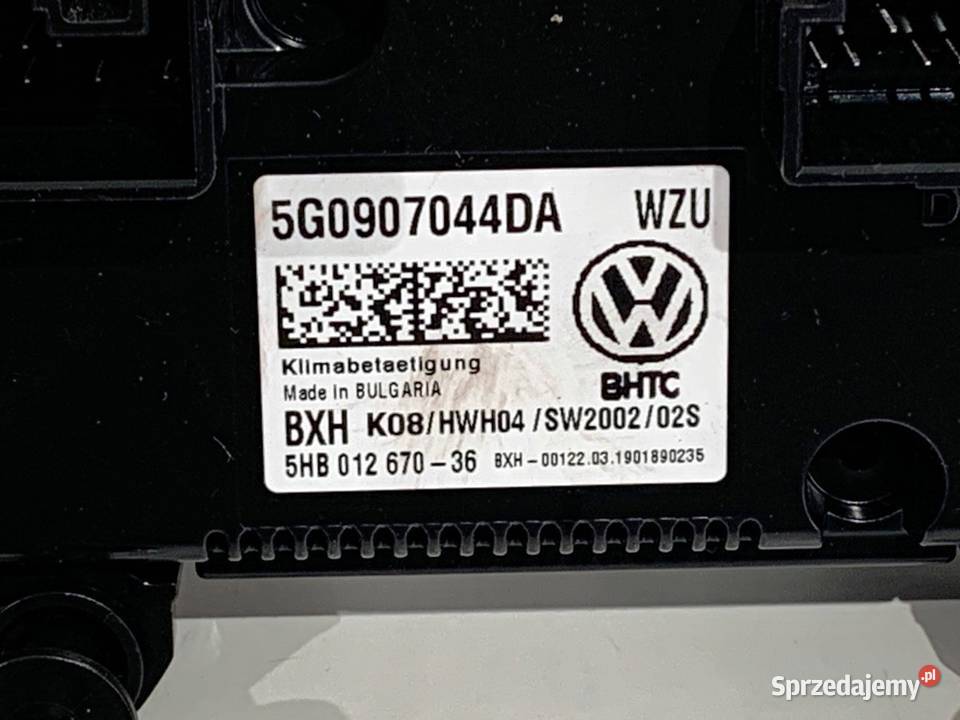 5G0907044DA WZU
Klimabetaetigung
Made in BULGARIA
BHTC
BXH K08/HWH04/SW2002/02S
5HB 012 670-36 BXH-00122.03.1901890235
D
Sprzedajemy.pl